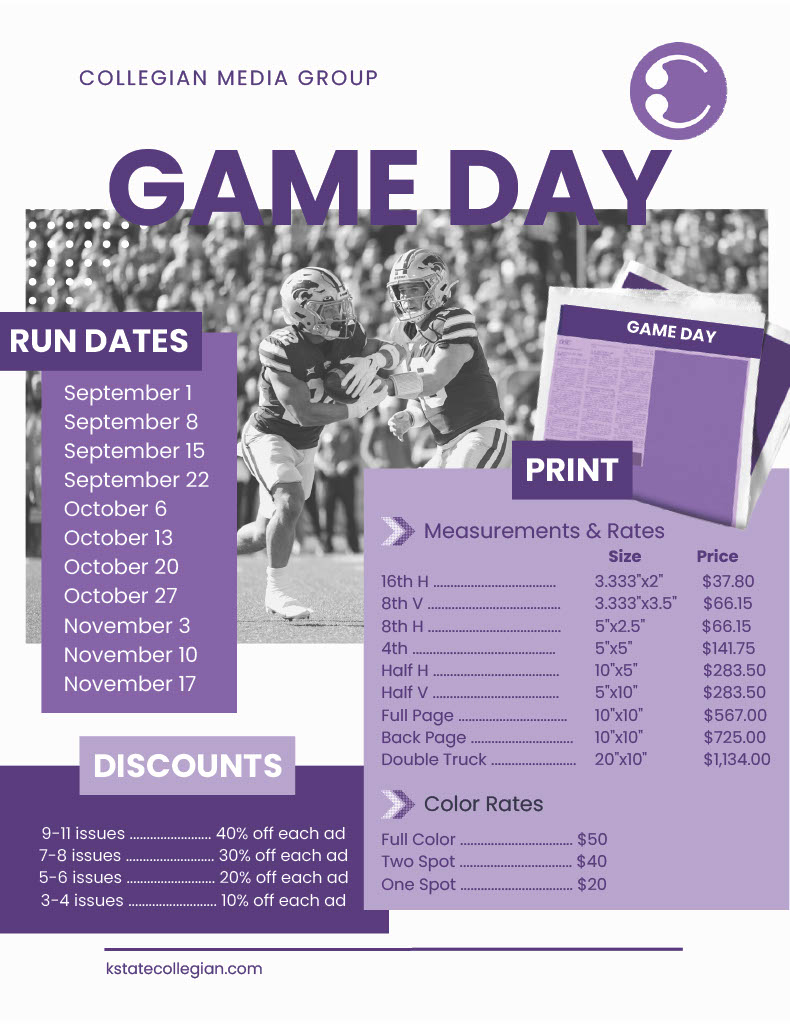 COLLEGIAN MEDIA GROUP
GAME DAY
RUN DATES
September 1
September 8
September 15
September 22
October 6
October 13
October 20
October 27
November 3
November 10
November 17
GAME DAY
PRINT
Measurements & Rates
Size Price
16th H ................................ 3.333"x2" $37.80
8th V ................................... 3.333"x3.5" $66.15
8th H ................................... 5"x2.5" $66.15
4th ..................................... 5"x5" $141.75
Half H ................................. 10"x5" $283.50
Half V ................................. 5"x10" $283.50
Full Page ............................ 10"x10" $567.00
Back Page .......................... 10"x10" $725.00
Double Truck ...................... 20"x10" $1,134.00
Color Rates
Full Color ............................. $50
Two Spot ............................. $40
One Spot ............................. $20
DISCOUNTS
9-11 issues ........................ 40% off each ad
7-8 issues .......................... 30% off each ad
5-6 issues .......................... 20% off each ad
3-4 issues .......................... 10% off each ad
kstatecollegian.com